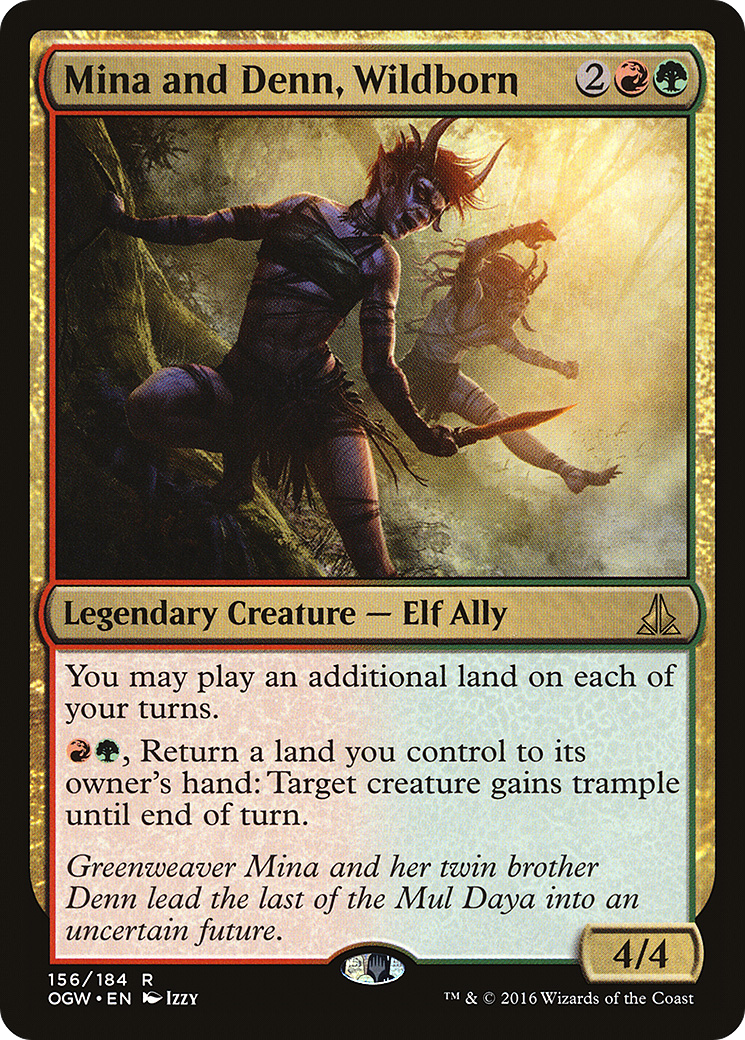 Mina and Denn, Wildborn 2
Legendary Creature — Elf Ally
You may play an additional land on each of
your turns.
, Return a land you control to its
owner's hand: Target creature gains trample
until end of turn.
Greenweaver Mina and her twin brother
Denn lead the last of the Mul Daya into an
uncertain future.
4/4
156/184 R
OGW • EN Izzy
™ & © 2016 Wizards of the Coast